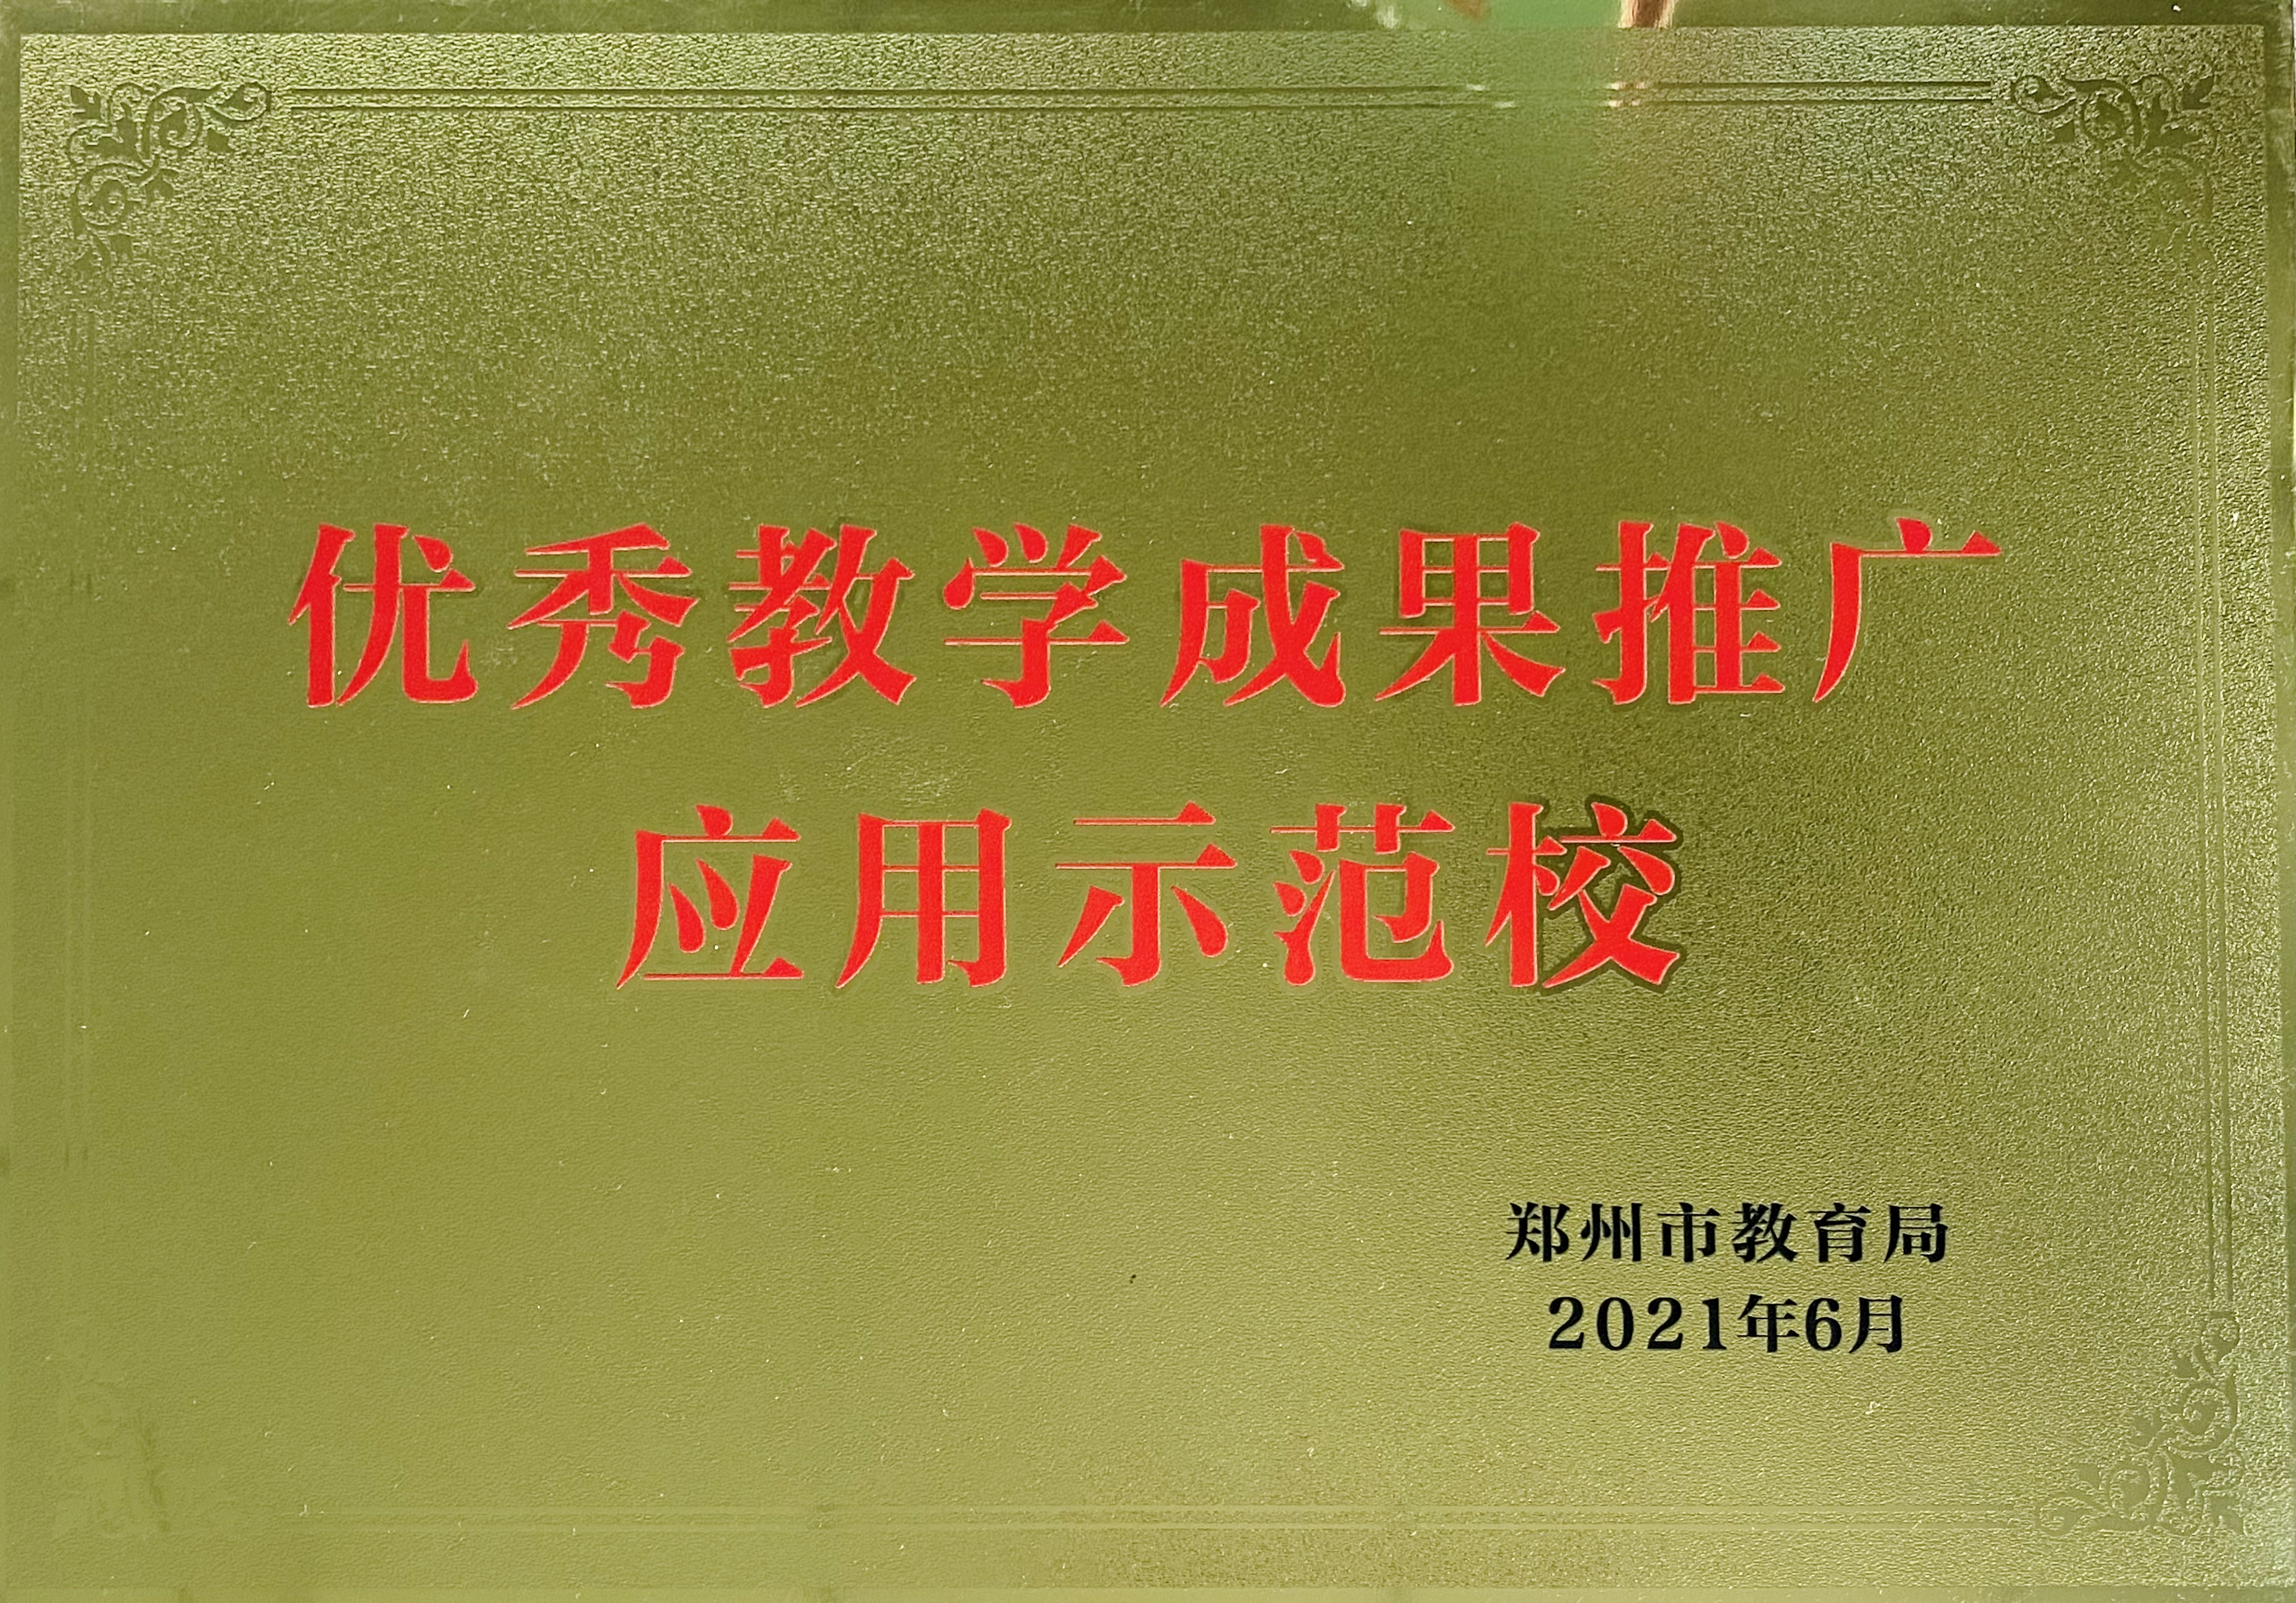 优秀教学成果推广
应用示范校
郑州市教育局
2021年6月